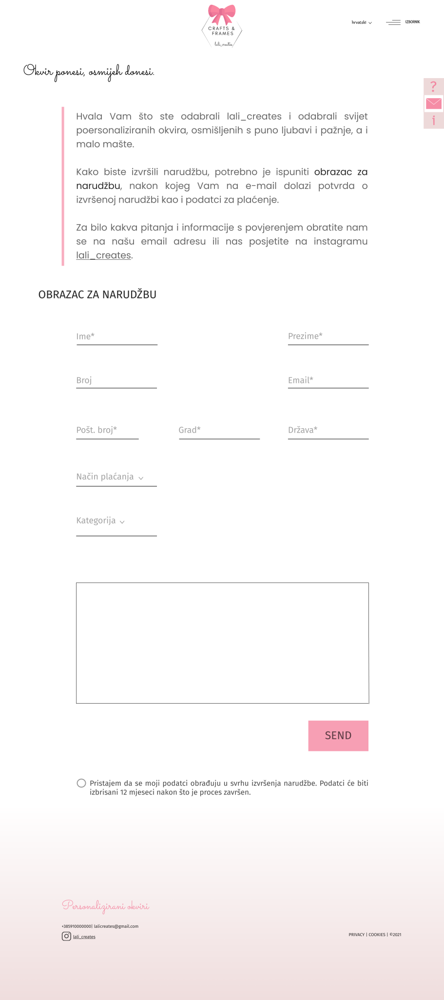 CRAFTS &
FRAMES
lali_creates
hrvatski
IZBORNIK
Okvir ponesi, osmijeh donesi.
?
i
Hvala Vam što ste odabrali lali_creates i odabrali svijet
poersonaliziranih okvira, osmišljenih s puno ljubavi i pažnje, a i
malo mašte.
Kako biste izvršili narudžbu, potrebno je ispuniti obrazac za
narudžbu, nakon kojeg Vam na e-mail dolazi potvrda o
izvršenoj narudžbi kao i podatci za plaćenje.
Za bilo kakva pitanja i informacije s povjerenjem obratite nam
se na našu email adresu ili nas posjetite na instagramu
lali_creates.
OBRAZAC ZA NARUDŽBU
Ime*
Prezime*
Broj
Email*
Pošt. broj*
Grad*
Država*
Način plaćanja
Kategorija
SEND
Pristajem da se moji podatci obrađuju u svrhu izvršenja narudžbe. Podatci će biti
izbrisani 12 mjeseci nakon što je proces završen.
Personalizirani okviri
+385910000000| lalicreates@gmail.com
lali_creates
PRIVACY | COOKIES | ©2021